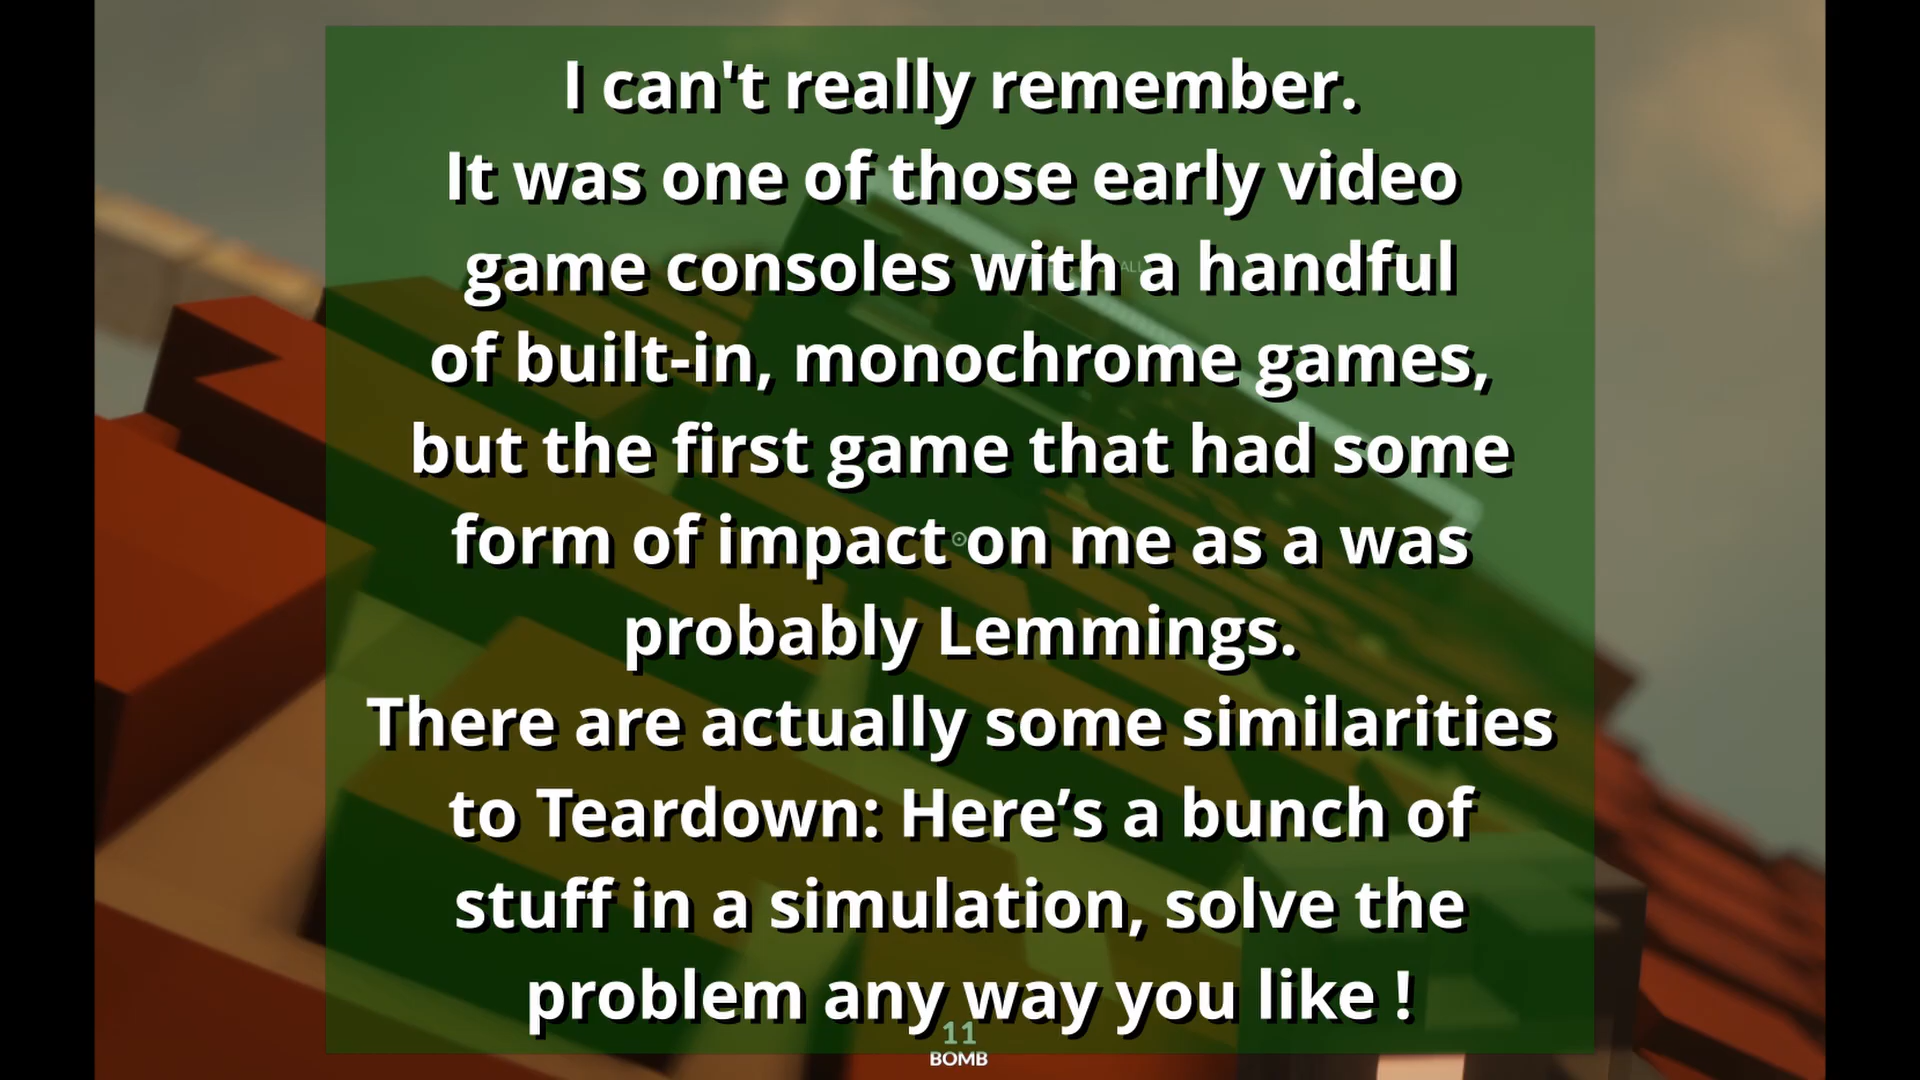 I can't really remember.
It was one of those early video
game consoles with a handful
of built-in, monochrome games,
but the first game that had some
form of impact on me as a was
probably Lemmings.
There are actually some similarities
to Teardown: Here’s a bunch of
stuff in a simulation, solve the
problem any way you like !
11
BOMB